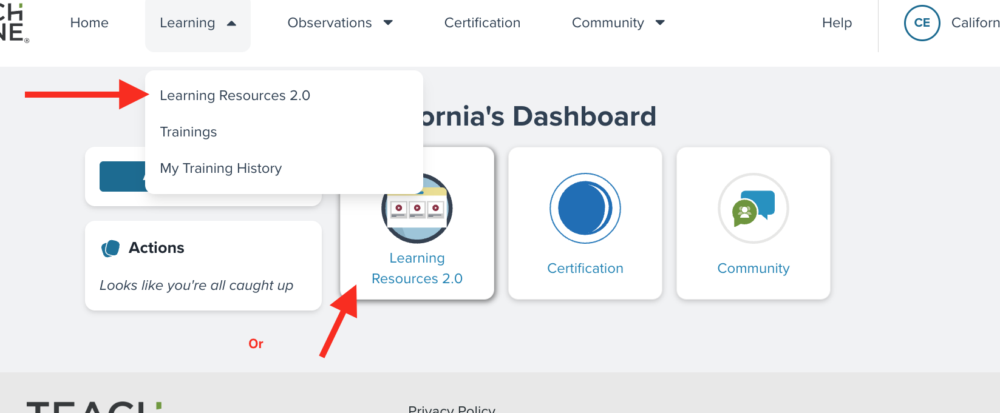 CH
NE®
Home
Learning
Observations
Certification
Community
Help
CE
Californ
Learning Resources 2.0
Trainings
My Training History
ornia's Dashboard
Actions
Looks like you're all caught up
Learning
Resources 2.0
Certification
Community
Or
TEACH
Privacy Policy